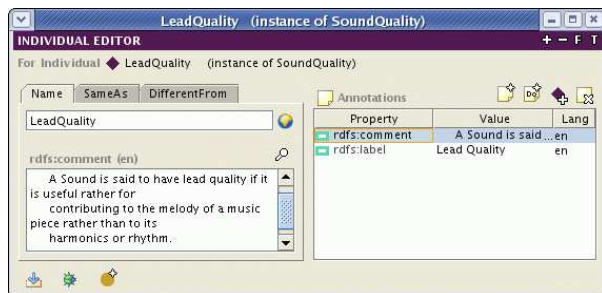 LeadQuality (instance of SoundQuality)
INDIVIDUAL EDITOR
+ − F T
For Individual LeadQuality (instance of SoundQuality)
Name SameAs DifferentFrom
LeadQuality
rdfs:comment (en)
A Sound is said to have lead quality if it
is useful rather for
contributing to the melody of a music
piece rather than to its
harmonics or rhythm.
Annotations
Property Value Lang
rdfs:comment A Sound is said ... en
rdfs:label Lead Quality en